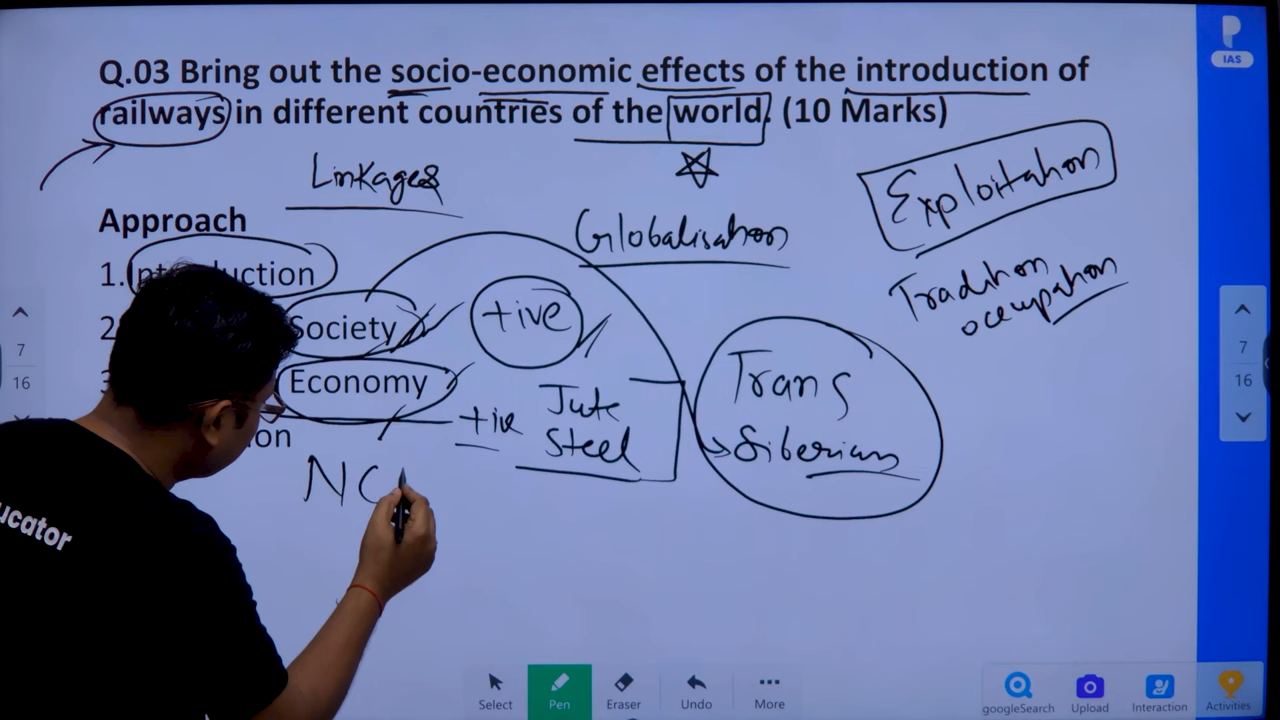 Q.03 Bring out the socio-economic effects of the introduction of
railways in different countries of the world. (10 Marks)
Linkages
Exploitation
Approach
Globalisation
1. Introduction
Tradition
occupation
2 Society
+ive
Economy
+ive Jute
Steel
Trans
Siberian
on
NC
P
IAS
7
16
7
16
ucator
Select
Pen
Eraser
Undo
More
googleSearch
Upload
Interaction
Activities